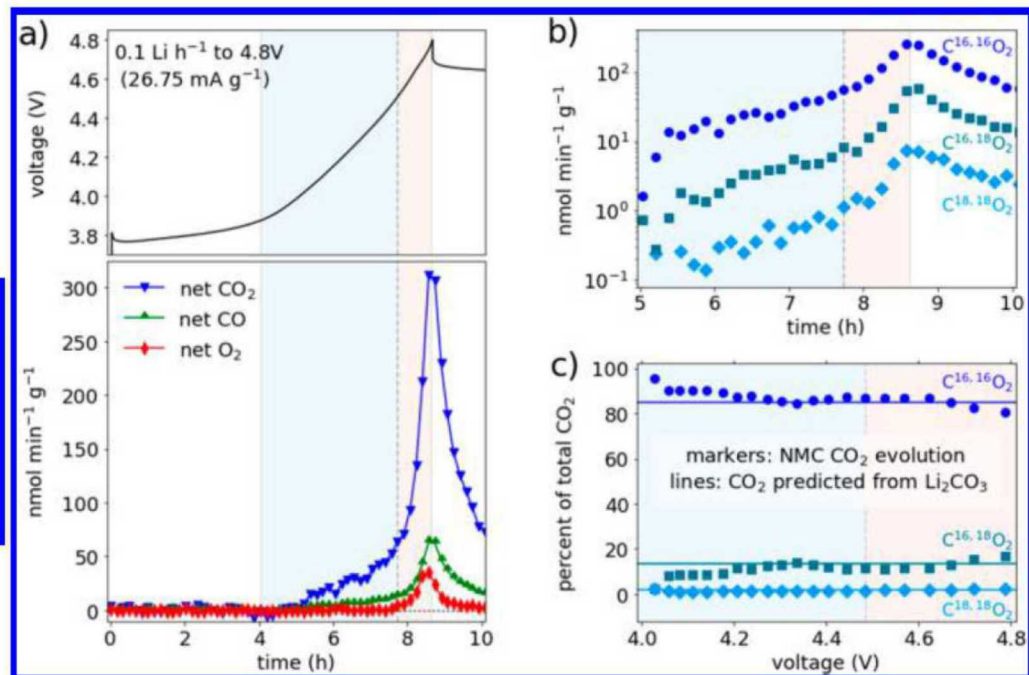 a)
4.8
4.6
4.4
4.2
4.0
3.8
voltage (V)
0.1 Li h⁻¹ to 4.8V
(26.75 mA g⁻¹)
300
250
200
150
100
50
0
nmol min⁻¹ g⁻¹
net CO₂
net CO
net O₂
0 2 4 6 8 10
time (h)
b)
10²
10¹
10⁰
10⁻¹
nmol min⁻¹ g⁻¹
C¹⁶,¹⁶O₂
C¹⁶,¹⁸O₂
C¹⁸,¹⁸O₂
5 6 7 8 9 10
time (h)
c)
100
80
60
40
20
0
percent of total CO₂
C¹⁶,¹⁶O₂
markers: NMC CO₂ evolution
lines: CO₂ predicted from Li₂CO₃
C¹⁶,¹⁸O₂
C¹⁸,¹⁸O₂
4.0 4.2 4.4 4.6 4.8
voltage (V)